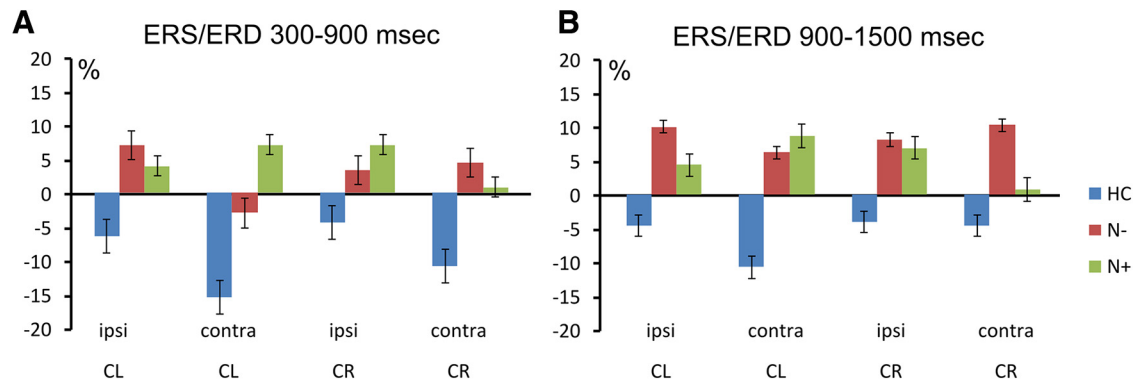 A
ERS/ERD 300-900 msec
%
20
15
10
5
0
-5
-10
-15
-20
ipsi contra ipsi contra
CL CL CR CR
B
ERS/ERD 900-1500 msec
%
20
15
10
5
0
-5
-10
-15
-20
ipsi contra ipsi contra
CL CL CR CR
HC
N-
N+